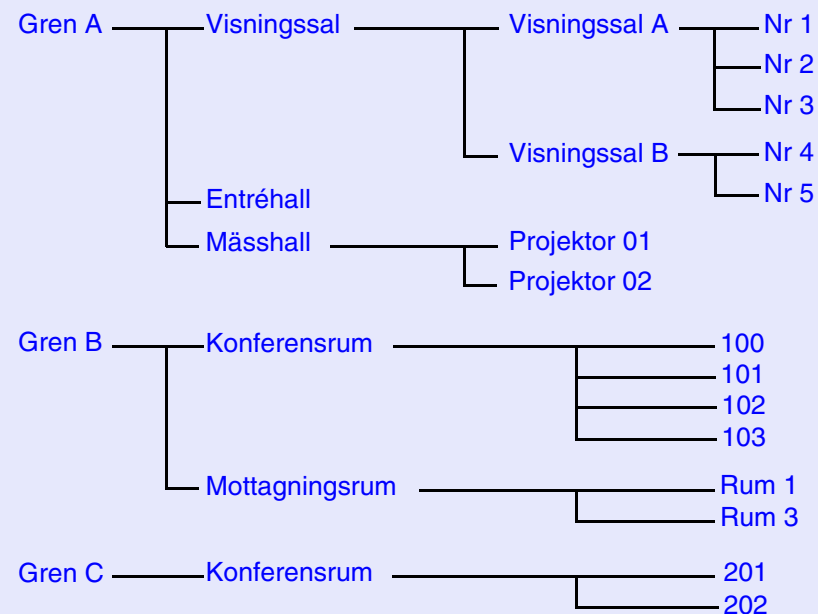 Gren A Visningssal Visningssal A Nr 1
Nr 2
Nr 3
Visningssal B Nr 4
Nr 5
Entréhall
Mässhall Projektor 01
Projektor 02
Gren B Konferensrum 100
101
102
103
Mottagningsrum Rum 1
Rum 3
Gren C Konferensrum 201
202